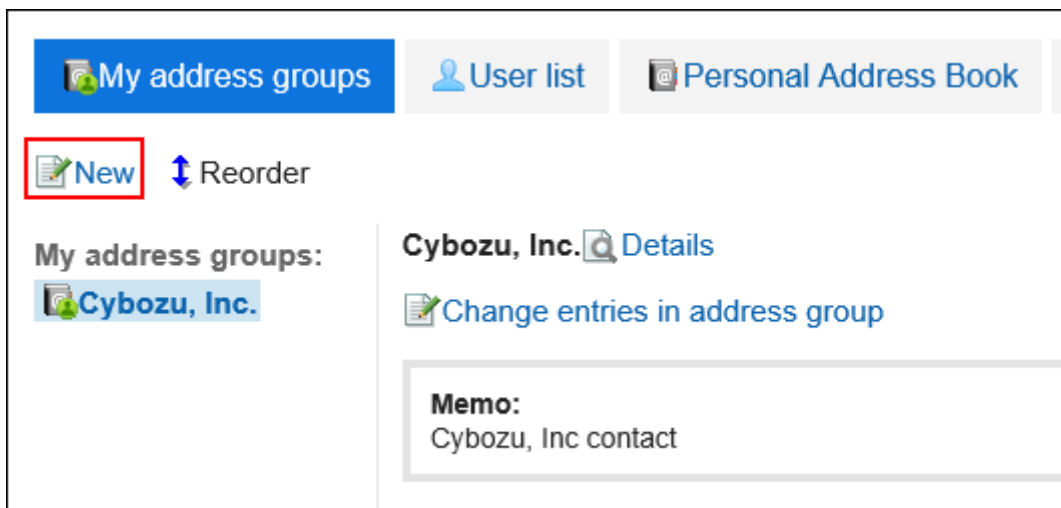 My address groups User list Personal Address Book
New Reorder
My address groups:
Cybozu, Inc.
Cybozu, Inc. Details
Change entries in address group
Memo:
Cybozu, Inc contact